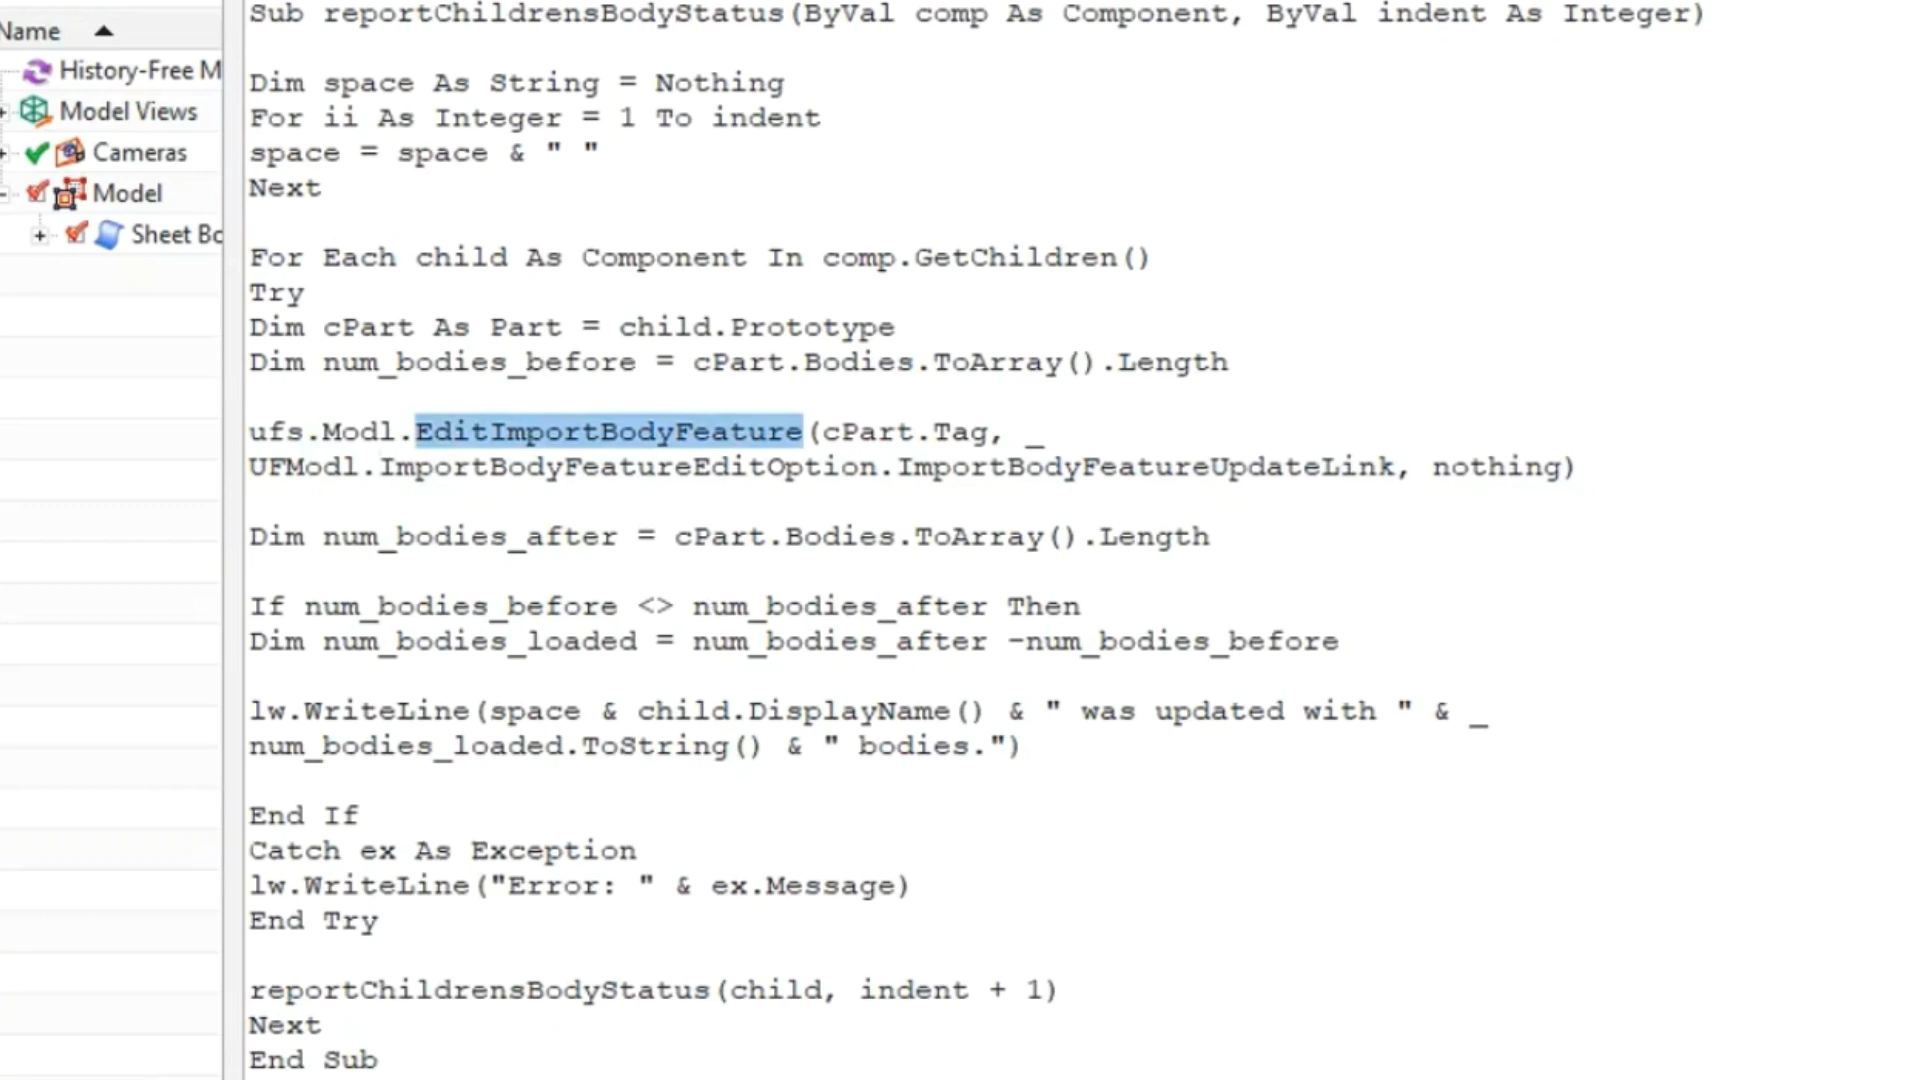 Name
History-Free M
Model Views
Cameras
Model
Sheet Bo
Sub reportChildrensBodyStatus(ByVal comp As Component, ByVal indent As Integer)
Dim space As String = Nothing
For ii As Integer = 1 To indent
space = space & " "
Next
For Each child As Component In comp.GetChildren()
Try
Dim cPart As Part = child.Prototype
Dim num_bodies_before = cPart.Bodies.ToArray().Length
ufs.Modl.EditImportBodyFeature(cPart.Tag, _
UFModl.ImportBodyFeatureEditOption.ImportBodyFeatureUpdateLink, nothing)
Dim num_bodies_after = cPart.Bodies.ToArray().Length
If num_bodies_before <> num_bodies_after Then
Dim num_bodies_loaded = num_bodies_after -num_bodies_before
lw.WriteLine(space & child.DisplayName() & " was updated with " & _
num_bodies_loaded.ToString() & " bodies.")
End If
Catch ex As Exception
lw.WriteLine("Error: " & ex.Message)
End Try
reportChildrensBodyStatus(child, indent + 1)
Next
End Sub